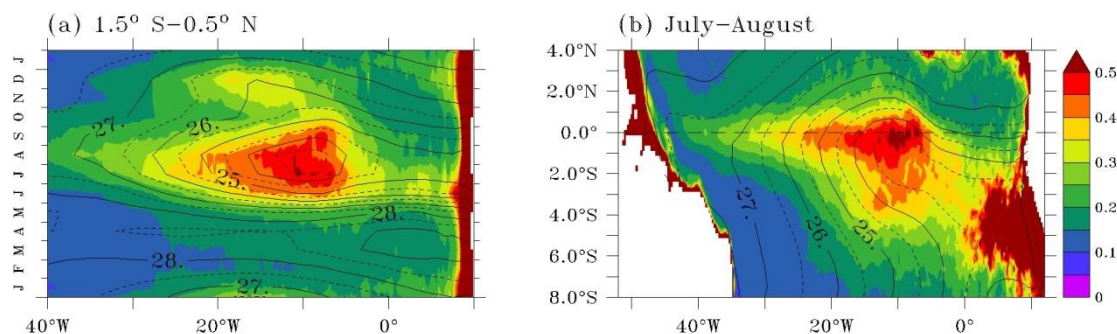 (a) 1.5° S–0.5° N
(b) July–August
J F M A M J J A S O N D J
27.
26.
25.
28.
28.
27.
40°W 20°W 0°
4.0°N
2.0°N
0.0°
2.0°S
4.0°S
6.0°S
8.0°S
27.
26.
25.
40°W 20°W 0°
0.5
0.4
0.3
0.2
0.1
0